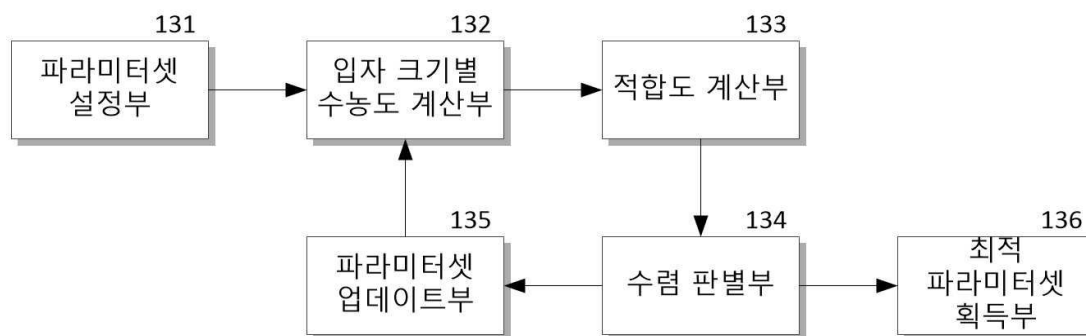 131
파라미터셋
설정부
132
입자 크기별
수농도 계산부
133
적합도 계산부
135
파라미터셋
업데이트부
134
수렴 판별부
136
최적
파라미터셋
획득부